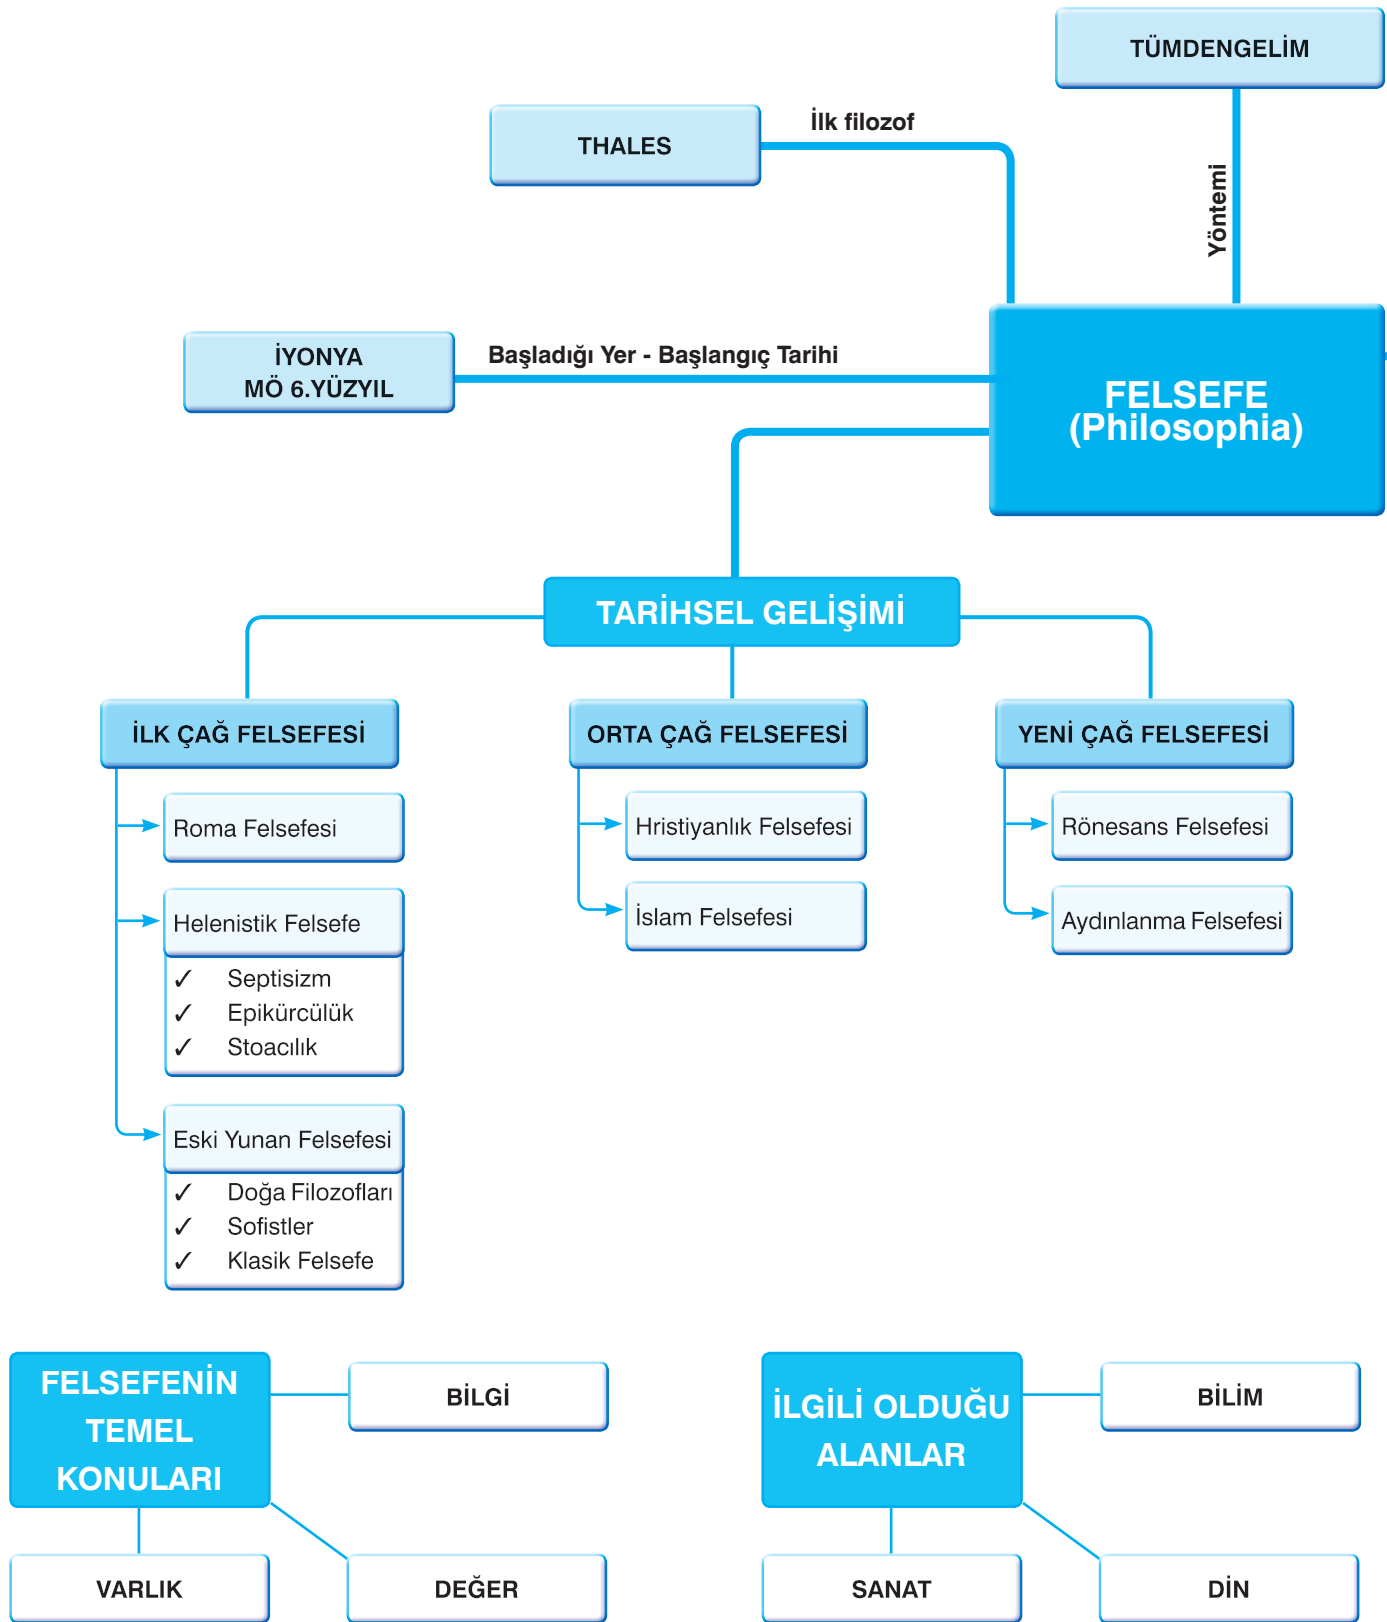 TÜMDENGELİM
İlk filozof
THALES
Yöntemi
İYONYA
MÖ 6.YÜZYIL
Başladığı Yer - Başlangıç Tarihi
FELSEFE
(Philosophia)
TARİHSEL GELİŞİMİ
İLK ÇAĞ FELSEFESİ
Roma Felsefesi
Helenistik Felsefe
✓ Septisizm
✓ Epikürcülük
✓ Stoacılık
Eski Yunan Felsefesi
✓ Doğa Filozofları
✓ Sofistler
✓ Klasik Felsefe
ORTA ÇAĞ FELSEFESİ
Hristiyanlık Felsefesi
İslam Felsefesi
YENİ ÇAĞ FELSEFESİ
Rönesans Felsefesi
Aydınlanma Felsefesi
FELSEFENİN
TEMEL
KONULARI
BİLGİ
VARLIK
DEĞER
İLGİLİ OLDUĞU
ALANLAR
BİLİM
SANAT
DİN